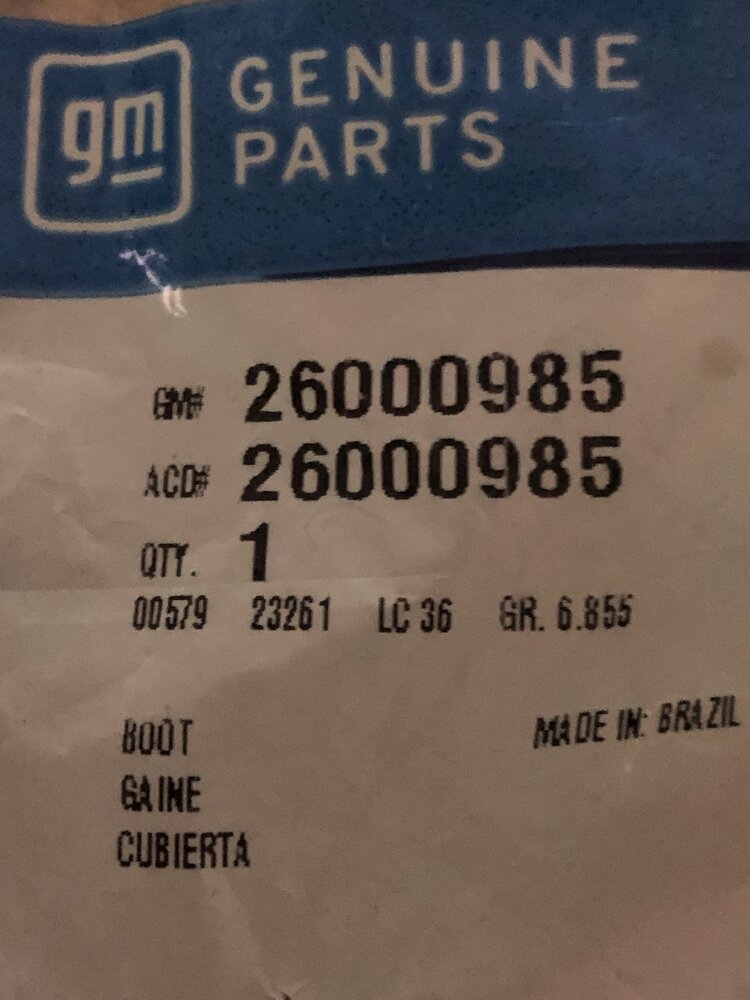 gm
GENUINE
PARTS
GM# 26000985
ACD# 26000985
QTY. 1
00579 23261 LC 36 GR. 6.855
BOOT
MADE IN: BRAZIL
GAINE
CUBIERTA